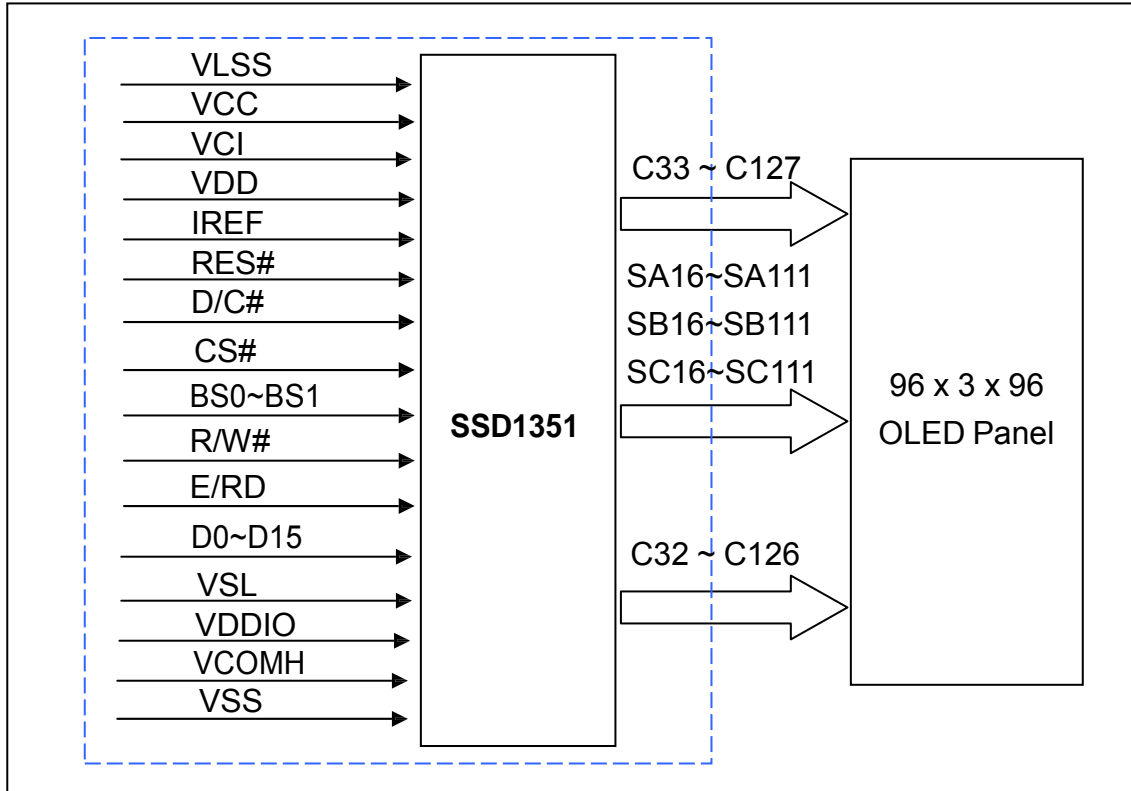 VLSS
VCC
VCI
VDD
IREF
RES#
D/C#
CS#
BS0~BS1
R/W#
E/RD
D0~D15
VSL
VDDIO
VCOMH
VSS
SSD1351
C33 ~ C127
SA16~SA111
SB16~SB111
SC16~SC111
C32 ~ C126
96 x 3 x 96
OLED Panel